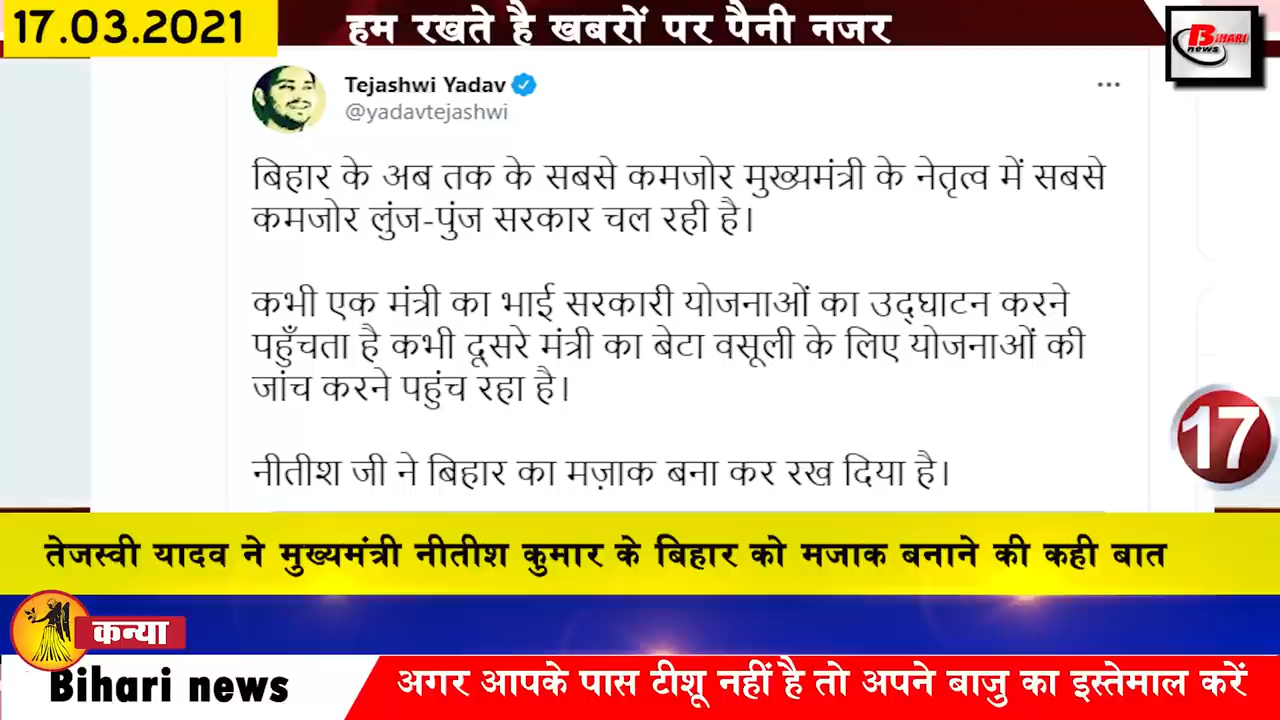 17.03.2021
हम रखते है खबरों पर पैनी नजर
BIHARI
news
Tejashwi Yadav
@yadavtejashwi
बिहार के अब तक के सबसे कमजोर मुख्यमंत्री के नेतृत्व में सबसे
कमजोर लुंज-पुंज सरकार चल रही है।
कभी एक मंत्री का भाई सरकारी योजनाओं का उद्घाटन करने
पहुँचता है कभी दूसरे मंत्री का बेटा वसूली के लिए योजनाओं की
जांच करने पहुंच रहा है।
नीतीश जी ने बिहार का मज़ाक बना कर रख दिया है।
17
तेजस्वी यादव ने मुख्यमंत्री नीतीश कुमार के बिहार को मजाक बनाने की कही बात
कन्या
Bihari news
अगर आपके पास टीशू नहीं है तो अपने बाजु का इस्तेमाल करें